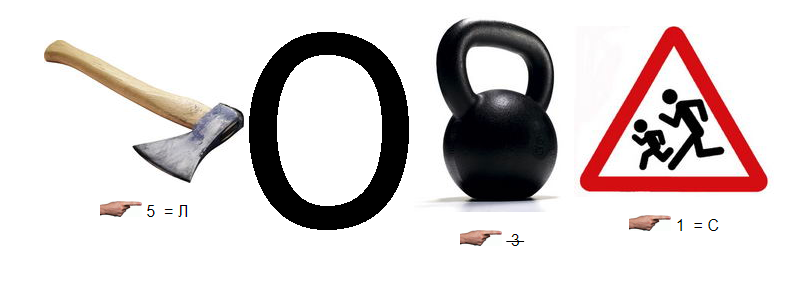 О
5 = Л
3
1 = С